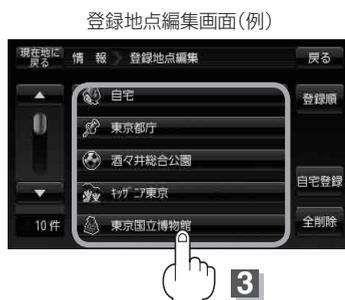 登録地点編集画面(例)
現在地に戻る 情 報 登録地点編集 戻る
自宅 登録順
東京都庁
酒々井総合公園
キッザニア東京 自宅登録
10件 東京国立博物館 全削除
3